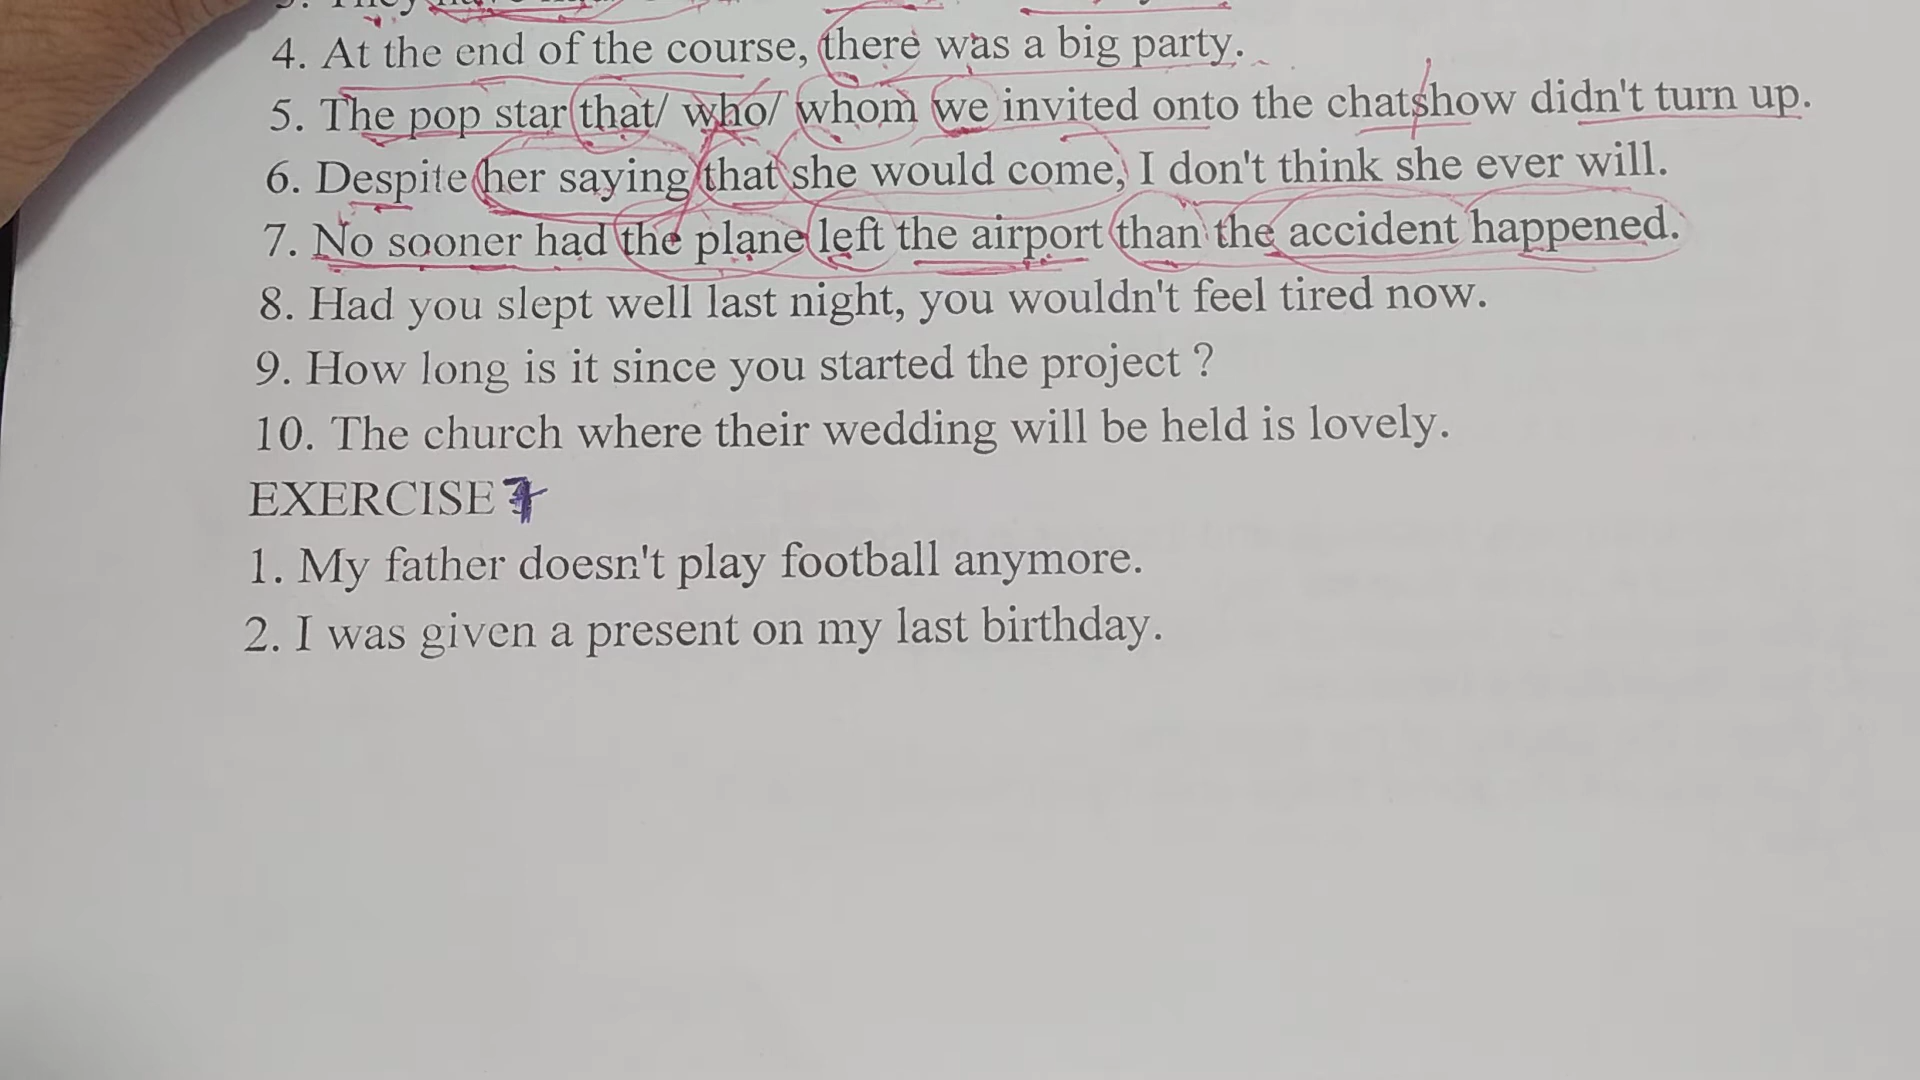 They have
4. At the end of the course, there was a big party.
5. The pop star that/ who/ whom we invited onto the chatshow didn't turn up.
6. Despite her saying that she would come, I don't think she ever will.
7. No sooner had the plane left the airport than the accident happened.
8. Had you slept well last night, you wouldn't feel tired now.
9. How long is it since you started the project ?
10. The church where their wedding will be held is lovely.
EXERCISE 7
1. My father doesn't play football anymore.
2. I was given a present on my last birthday.